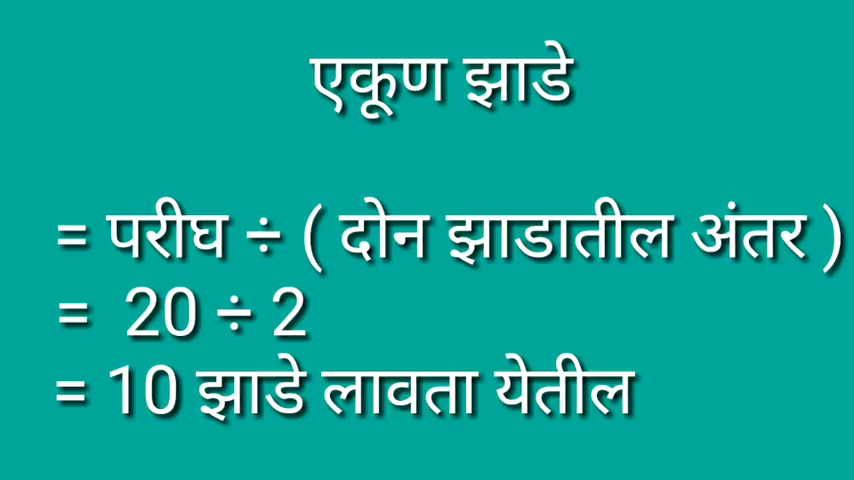 एकूण झाडे
= परीघ ÷ ( दोन झाडातील अंतर )
= 20 ÷ 2
= 10 झाडे लावता येतील